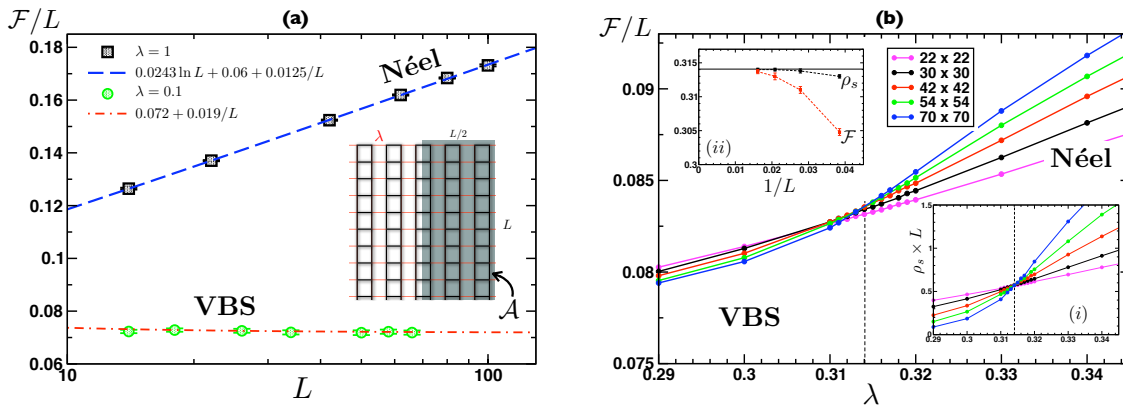 (a)
F/L
0.18
0.16
0.14
0.12
0.1
0.08
0.06
10
100
L
λ = 1
0.0243 ln L + 0.06 + 0.0125/L
λ = 0.1
0.072 + 0.019/L
Néel
VBS
λ
L/2
L
A
(b)
F/L
0.09
0.085
0.08
0.075
0.29
0.3
0.31
0.32
0.33
0.34
λ
22 x 22
30 x 30
42 x 42
54 x 54
70 x 70
Néel
VBS
0.315
0.31
0.305
0.3
0
0.01
0.02
0.03
0.04
1/L
ρs
F
(ii)
1.5
1
0.5
0
0.29
0.3
0.31
0.32
0.33
0.34
ρs × L
(i)